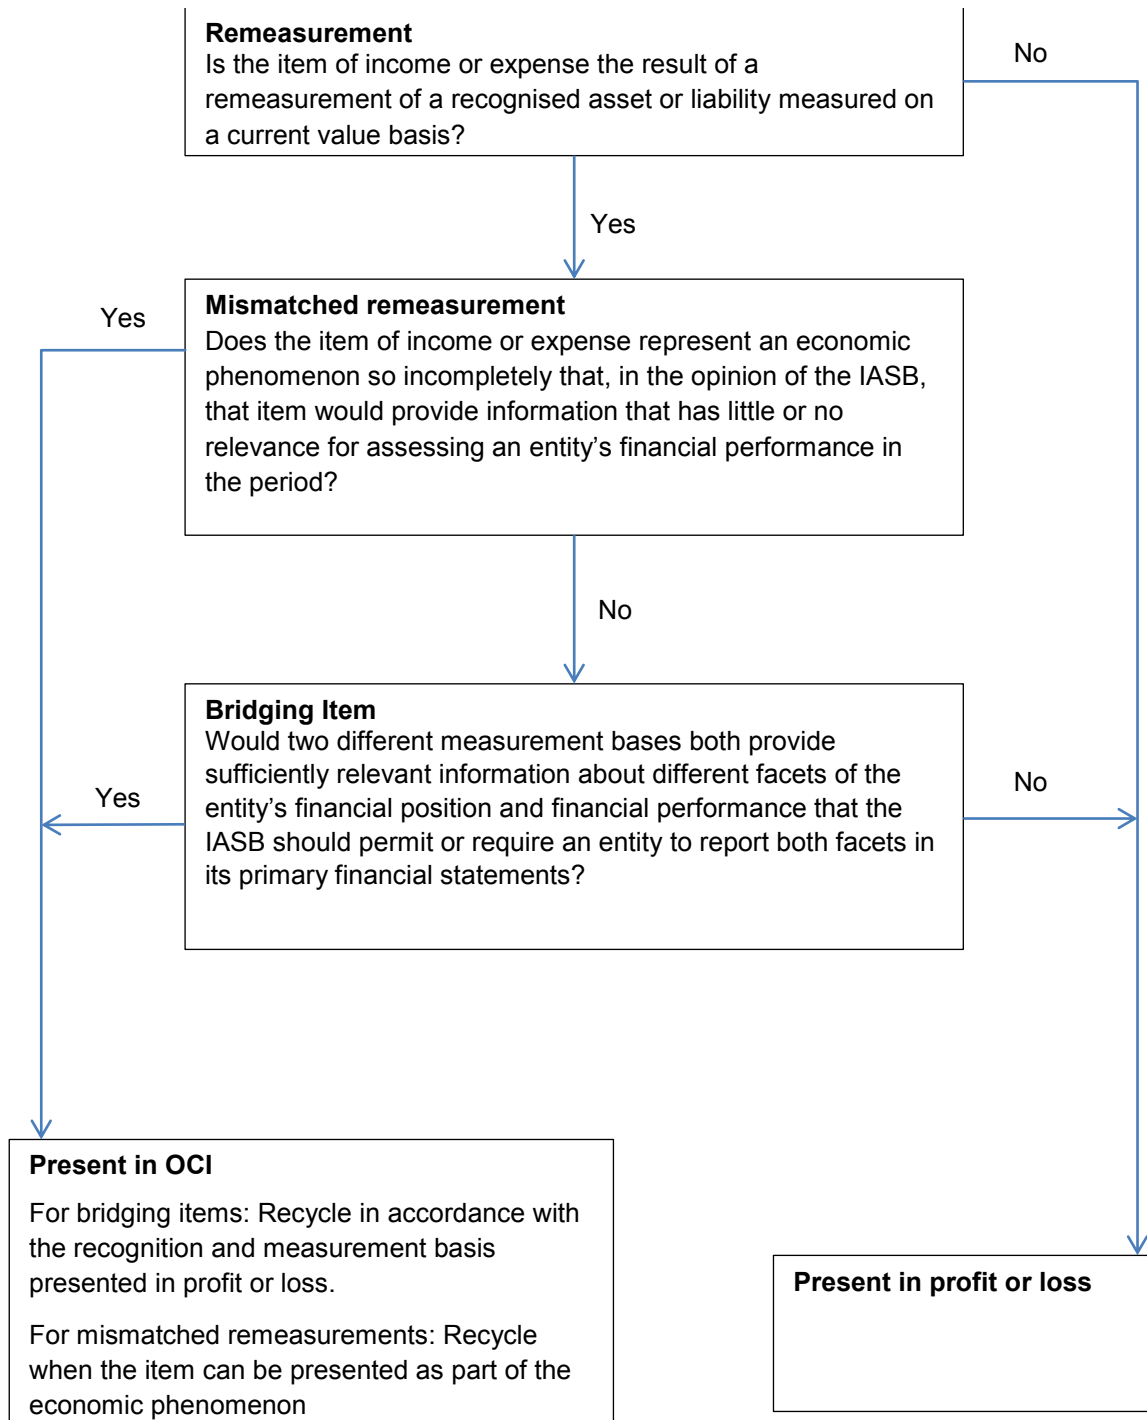 Remeasurement
Is the item of income or expense the result of a
remeasurement of a recognised asset or liability measured on
a current value basis?
No
Yes
Mismatched remeasurement
Does the item of income or expense represent an economic
phenomenon so incompletely that, in the opinion of the IASB,
that item would provide information that has little or no
relevance for assessing an entity’s financial performance in
the period?
Yes
No
Bridging Item
Would two different measurement bases both provide
sufficiently relevant information about different facets of the
entity’s financial position and financial performance that the
IASB should permit or require an entity to report both facets in
its primary financial statements?
Yes
No
Present in OCI
For bridging items: Recycle in accordance with
the recognition and measurement basis
presented in profit or loss.
For mismatched remeasurements: Recycle
when the item can be presented as part of the
economic phenomenon
Present in profit or loss